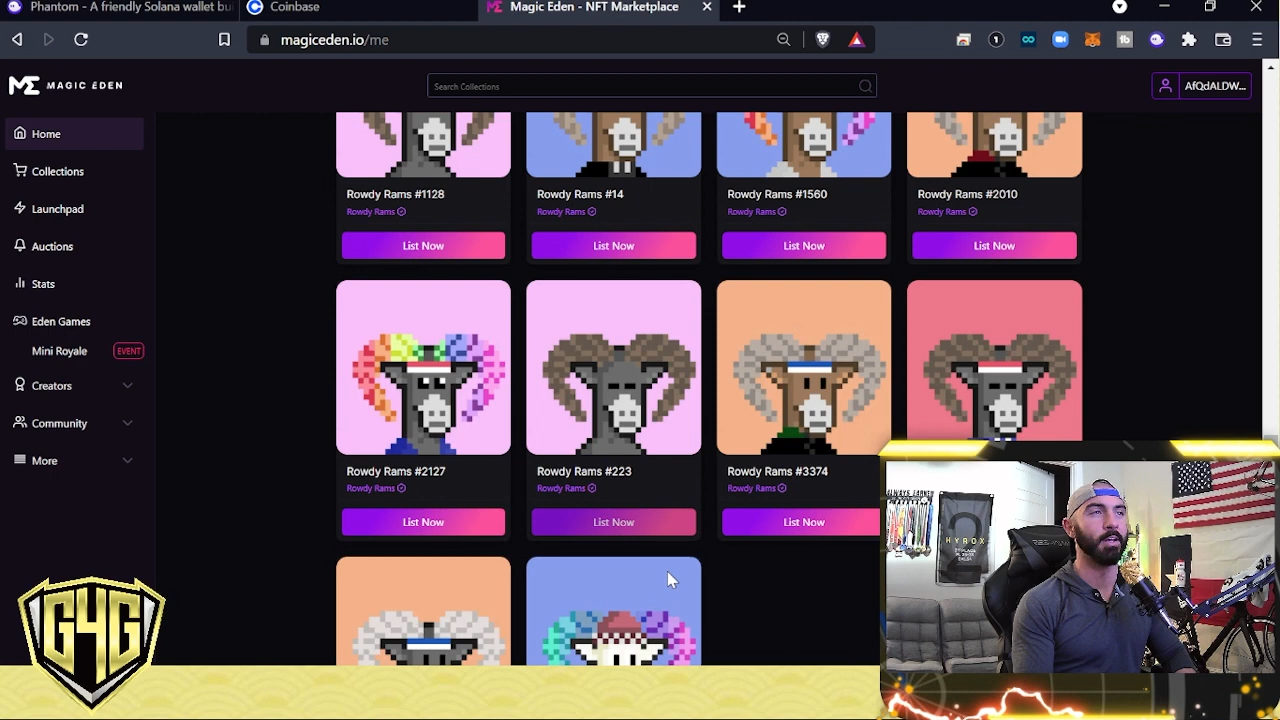 Phantom - A friendly Solana wallet bui
Coinbase
Magic Eden - NFT Marketplace
magiceden.io/me
MAGIC EDEN
Search Collections
AfQdALDW...
Home
Collections
Launchpad
Auctions
Stats
Eden Games
Mini Royale EVENT
Creators
Community
More
Rowdy Rams #1128
Rowdy Rams
List Now
Rowdy Rams #14
Rowdy Rams
List Now
Rowdy Rams #1560
Rowdy Rams
List Now
Rowdy Rams #2010
Rowdy Rams
List Now
Rowdy Rams #2127
Rowdy Rams
List Now
Rowdy Rams #223
Rowdy Rams
List Now
Rowdy Rams #3374
Rowdy Rams
List Now
G4G
HYROX